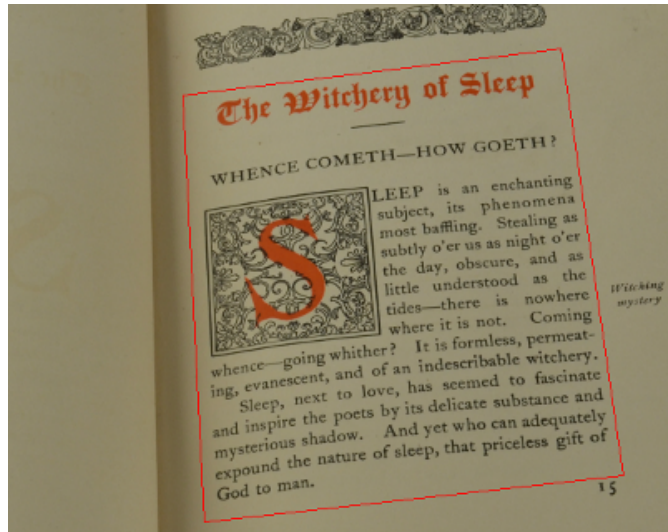 The Witchery of Sleep
WHENCE COMETH—HOW GOETH?
SLEEP is an enchanting
subject, its phenomena
most baffling. Stealing as
subtly o'er us as night o'er
the day, obscure, and as
little understood as the
tides—there is nowhere
where it is not. Coming
whence—going whither? It is formless, permeat-
ing, evanescent, and of an indescribable witchery.
Sleep, next to love, has seemed to fascinate
and inspire the poets by its delicate substance and
mysterious shadow. And yet who can adequately
expound the nature of sleep, that priceless gift of
God to man.
Witching
mystery
15